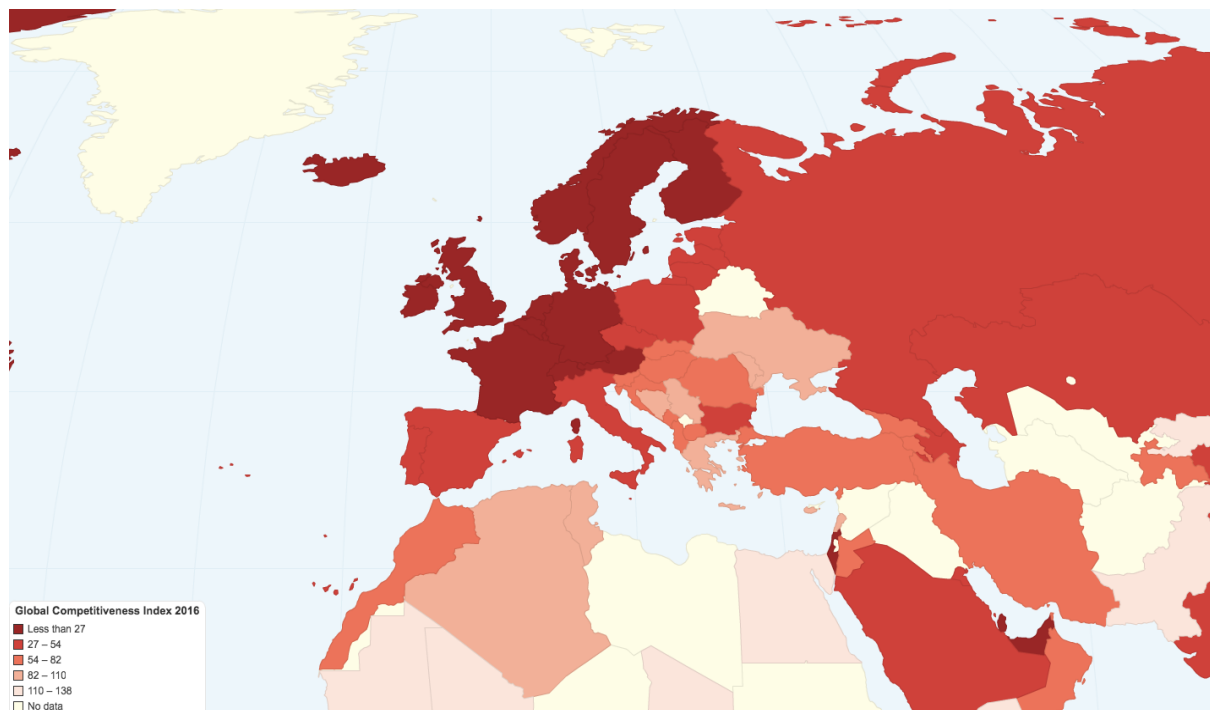 Global Competitiveness Index 2016
Less than 27
27 – 54
54 – 82
82 – 110
110 – 138
No data